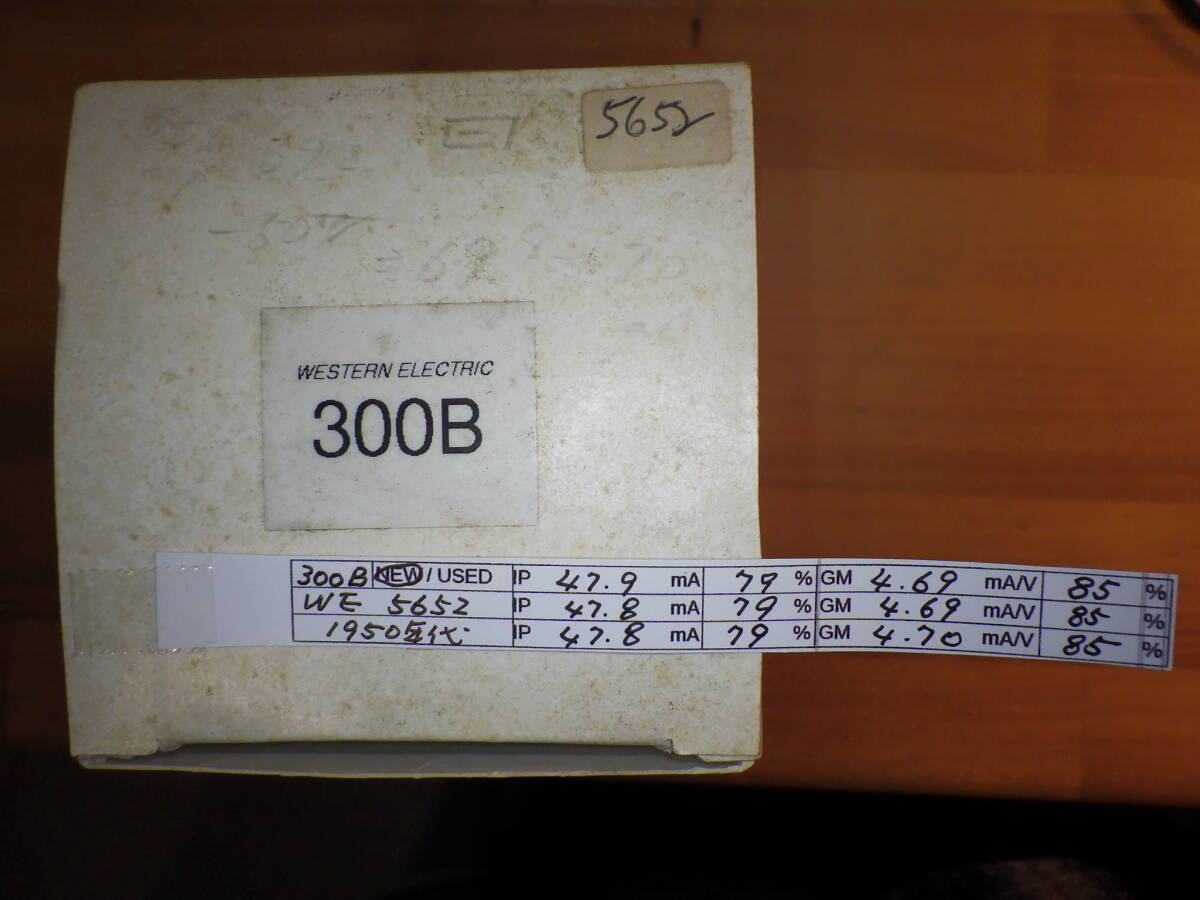 5652
WESTERN ELECTRIC
300B
300B NEW / USED IP 47.9 mA 79 % GM 4.69 mA/V 85 %
WE 5652 IP 47.8 mA 79 % GM 4.69 mA/V 85 %
1950年代 IP 47.8 mA 79 % GM 4.70 mA/V 85 %